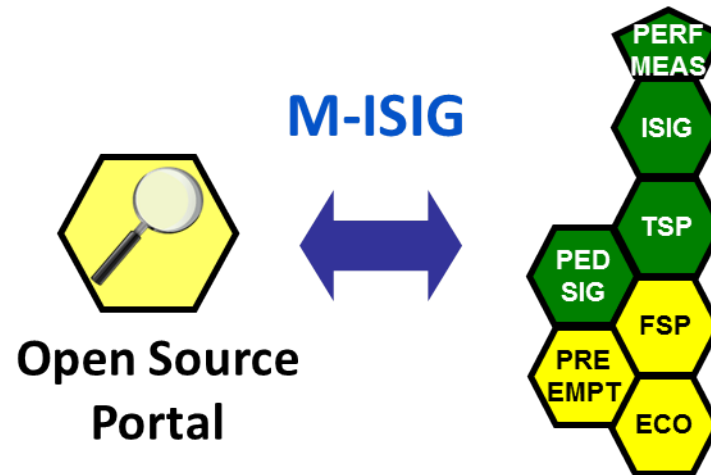 M-ISIG
Open Source
Portal
PERF
MEAS
ISIG
TSP
PED
SIG
FSP
PRE
EMPT
ECO